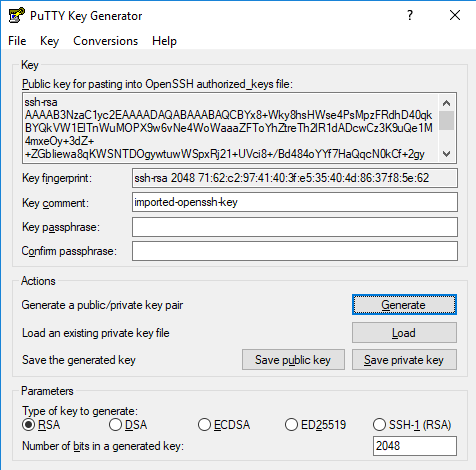 PuTTY Key Generator
File Key Conversions Help
Key
Public key for pasting into OpenSSH authorized_keys file:
ssh-rsa
AAAAB3NzaC1yc2EAAAADAQABAAABAQCBYx8+Wky8hsHWse4PsMpzFRdhD40qk
BYQkVW1ElTnWuMOPX9w6vNe4WoWaaaZFToYhZtreTh2lR1dADcwCz3K9uQe1M
4mxeOy+3dZ+
+ZGbliewa8qKWSNTDOgywtuwWSpxRj21+UVci8+/Bd484oYYf7HaQqcN0kCf+2gy
Key fingerprint: ssh-rsa 2048 71:62:c2:97:41:40:3f:e5:35:40:4d:86:37:f8:5e:62
Key comment: imported-openssh-key
Key passphrase:
Confirm passphrase:
Actions
Generate a public/private key pair Generate
Load an existing private key file Load
Save the generated key Save public key Save private key
Parameters
Type of key to generate:
RSA DSA ECDSA ED25519 SSH-1 (RSA)
Number of bits in a generated key: 2048